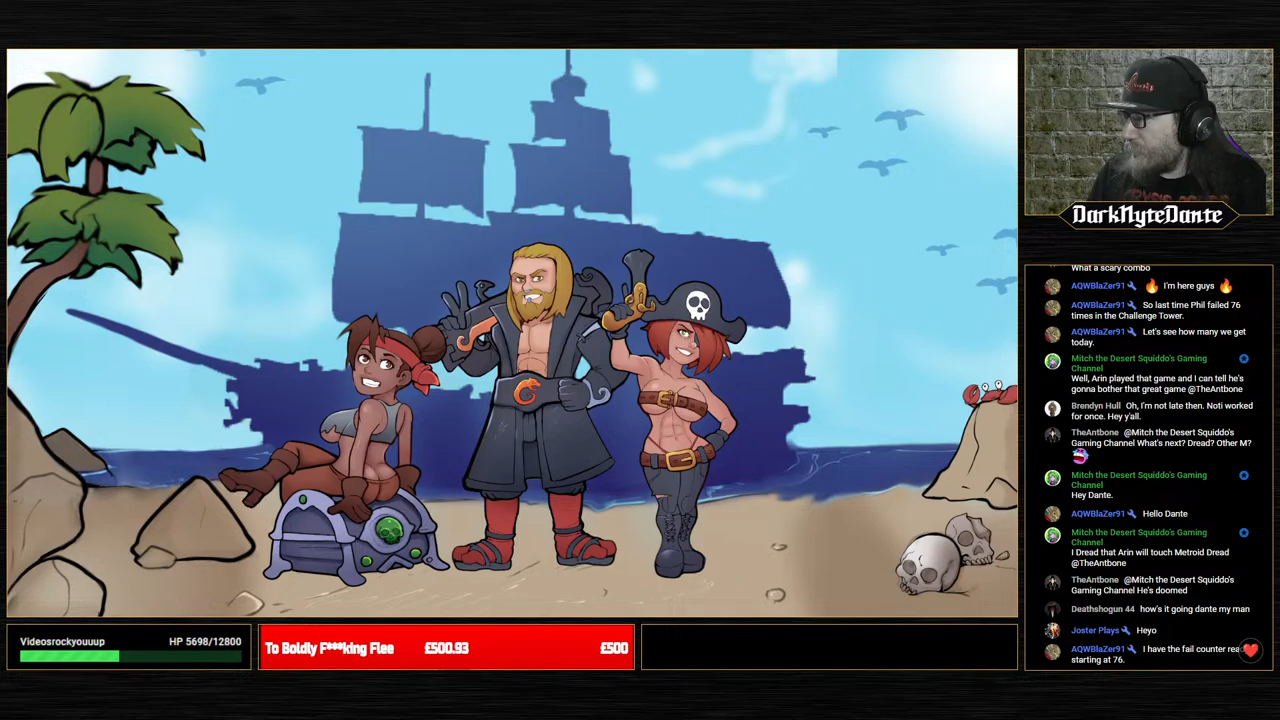 DarkNyteDante
What a scary combo
AQWBlaZer91 I'm here guys
AQWBlaZer91 So last time Phil failed 76
times in the Challenge Tower.
AQWBlaZer91 Let's see how many we get
today.
Mitch the Desert Squiddo's Gaming
Channel
Well, Arin played that game and I can tell he's
gonna bother that great game @TheAntbone
Brendyn Hull Oh, I'm not late then. Noti worked
for once. Hey y'all.
TheAntbone @Mitch the Desert Squiddo's
Gaming Channel What's next? Dread? Other M?
Mitch the Desert Squiddo's Gaming
Channel
Hey Dante.
AQWBlaZer91 Hello Dante
Mitch the Desert Squiddo's Gaming
Channel
I Dread that Arin will touch Metroid Dread
@TheAntbone
TheAntbone @Mitch the Desert Squiddo's
Gaming Channel He's doomed
Deathshogun 44 how's it going dante my man
Joster Plays Heyo
AQWBlaZer91 I have the fail counter
starting at 76.
Videosrockyouuup HP 5698/12800
To Boldly F***king Flee £500.93 £500